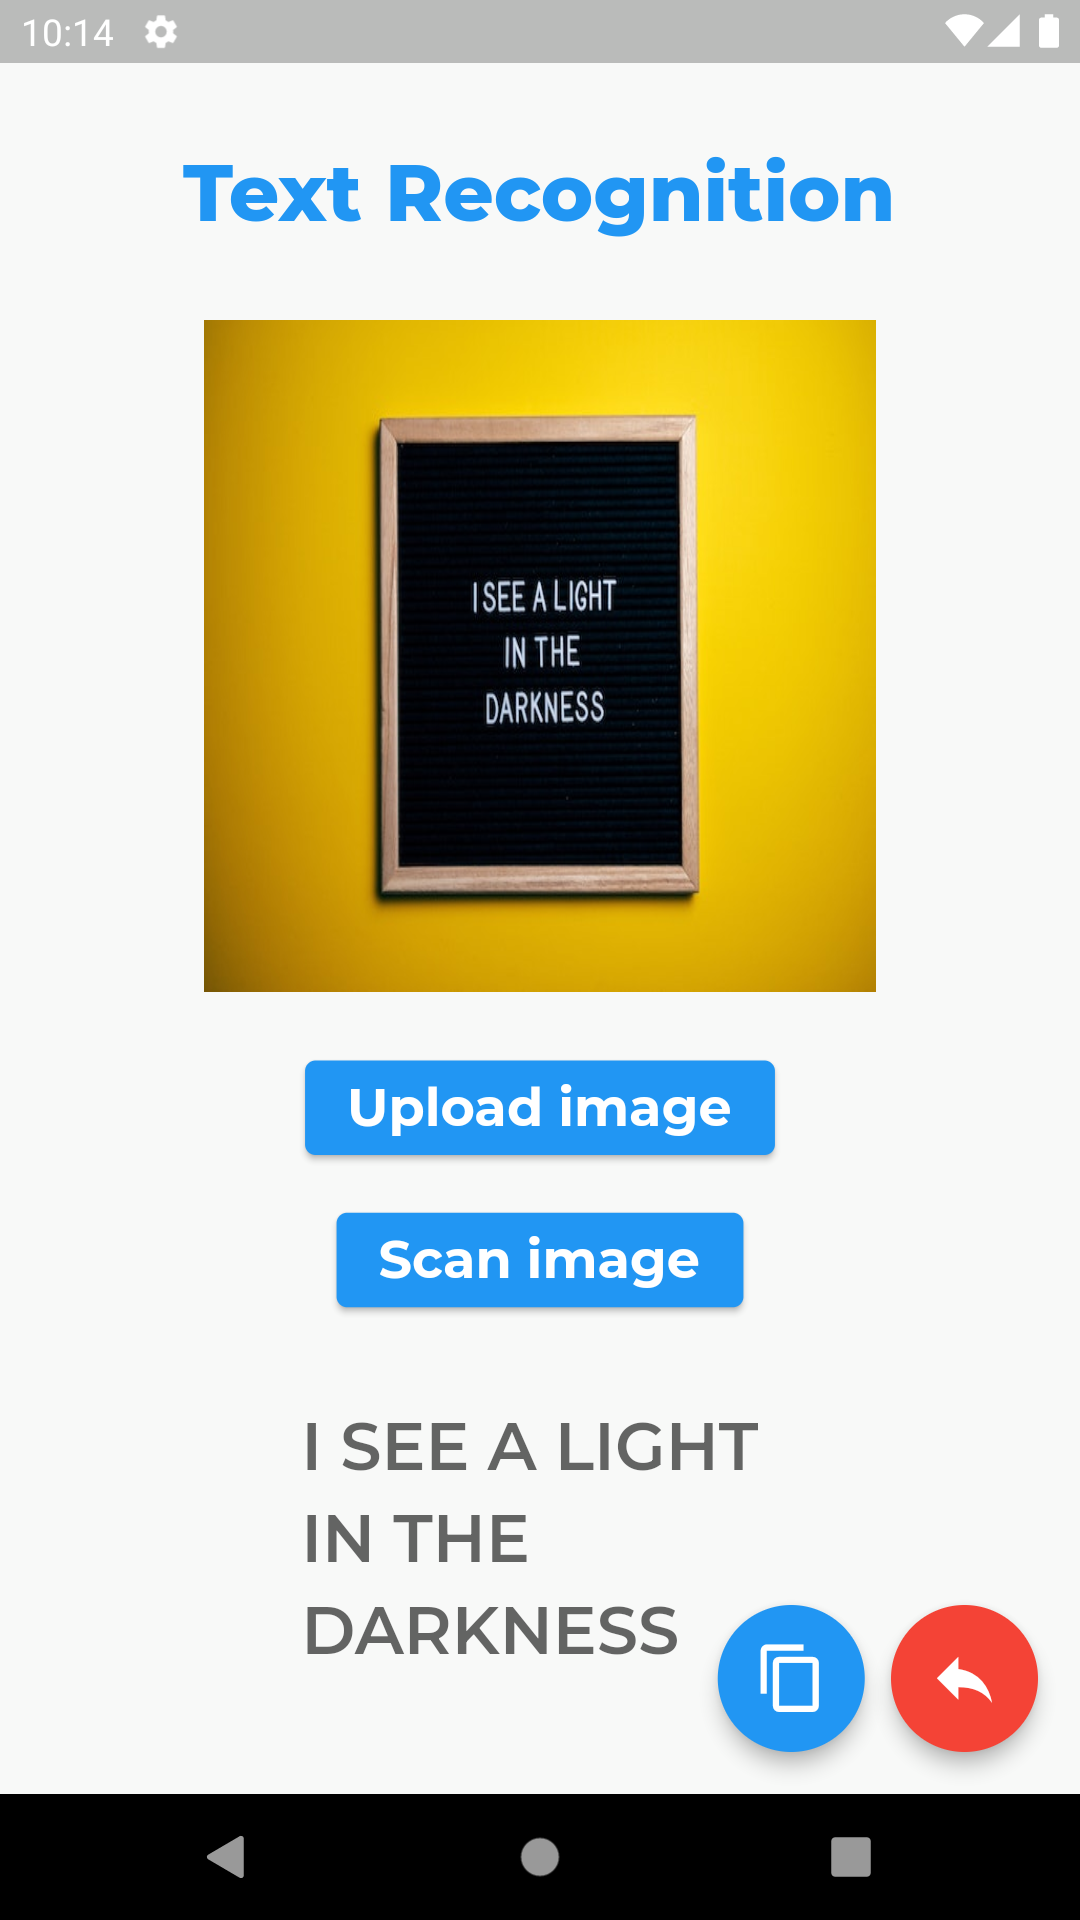 10:14
Text Recognition
I SEE A LIGHT
IN THE
DARKNESS
Upload image
Scan image
I SEE A LIGHT
IN THE
DARKNESS